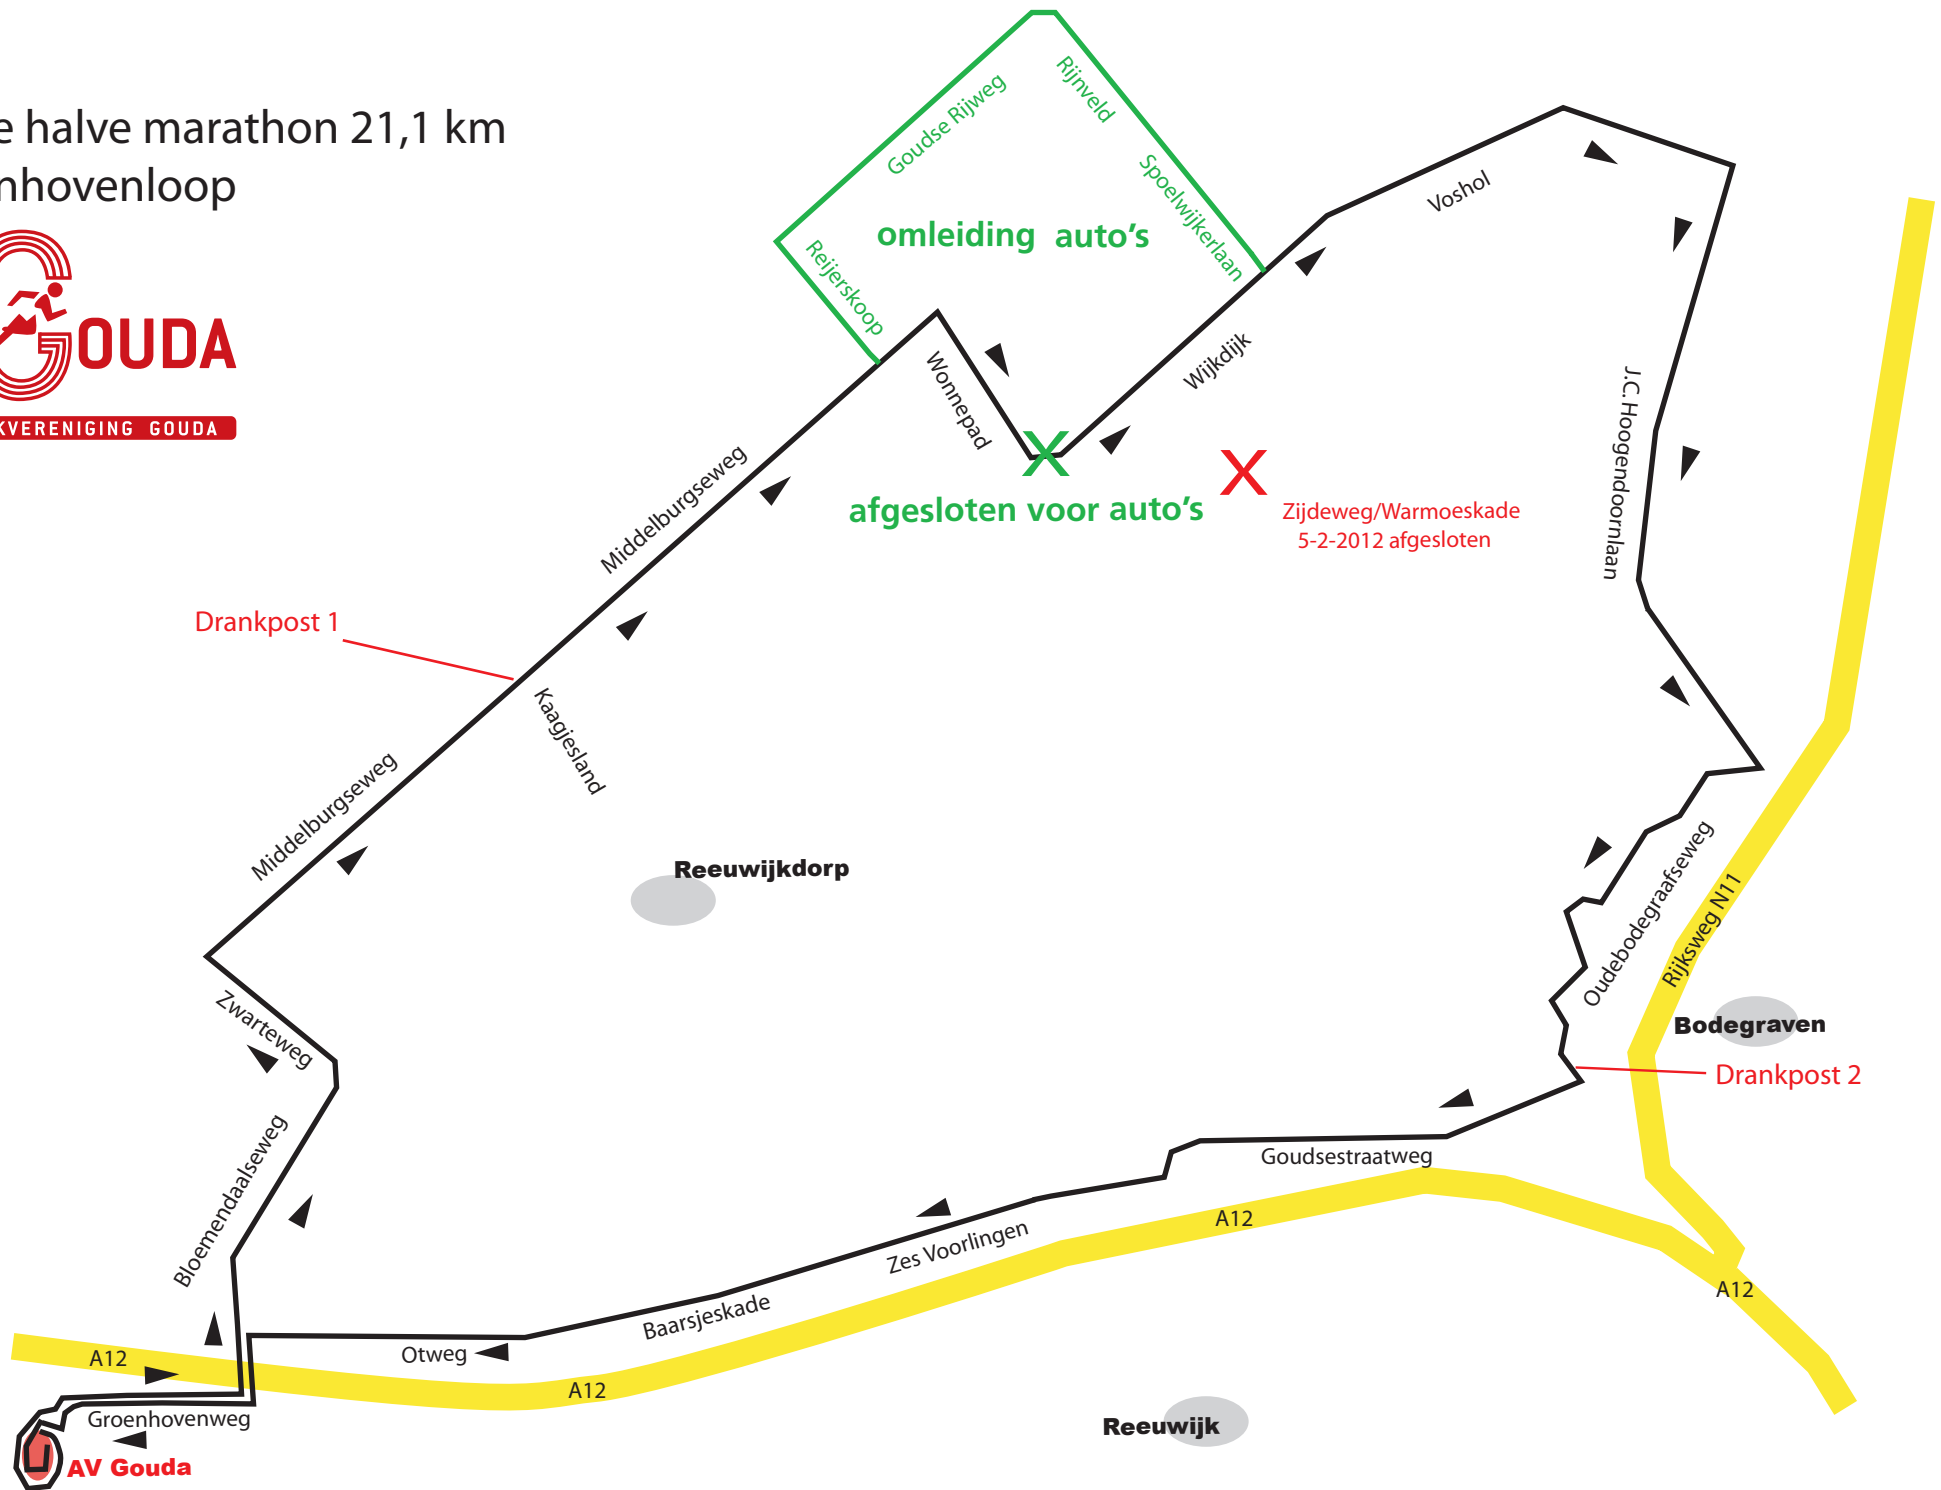 e halve marathon 21,1 km
nhovenloop
GOUDA
KVERENIGING GOUDA
Goudse Rijweg
Rijnveld
Spoelwijkerlaan
omleiding auto's
Reijerskoop
Voshol
Wonnepad
Wijkdijk
X
X
afgesloten voor auto's
Zijdeweg/Warmoeskade
5-2-2012 afgesloten
J.C. Hoogendoornlaan
Middelburgseweg
Drankpost 1
Kaagjesland
Middelburgseweg
Reeuwijkdorp
Oudebodegraafseweg
Rijksweg N11
Zwarteweg
Bodegraven
Drankpost 2
Bloemendaalseweg
Goudsestraatweg
A12
Zes Voorlingen
A12
Baarsjeskade
Otweg
A12
A12
Groenhovenweg
Reeuwijk
AV Gouda